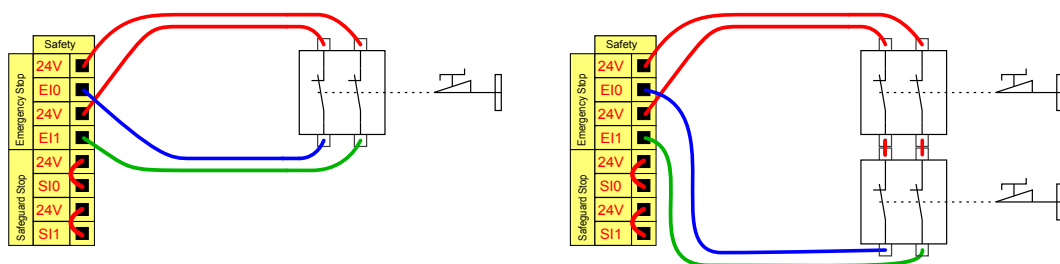 Safety
Emergency Stop
24V
EI0
24V
EI1
Safeguard Stop
24V
SI0
24V
SI1
Safety
Emergency Stop
24V
EI0
24V
EI1
Safeguard Stop
24V
SI0
24V
SI1